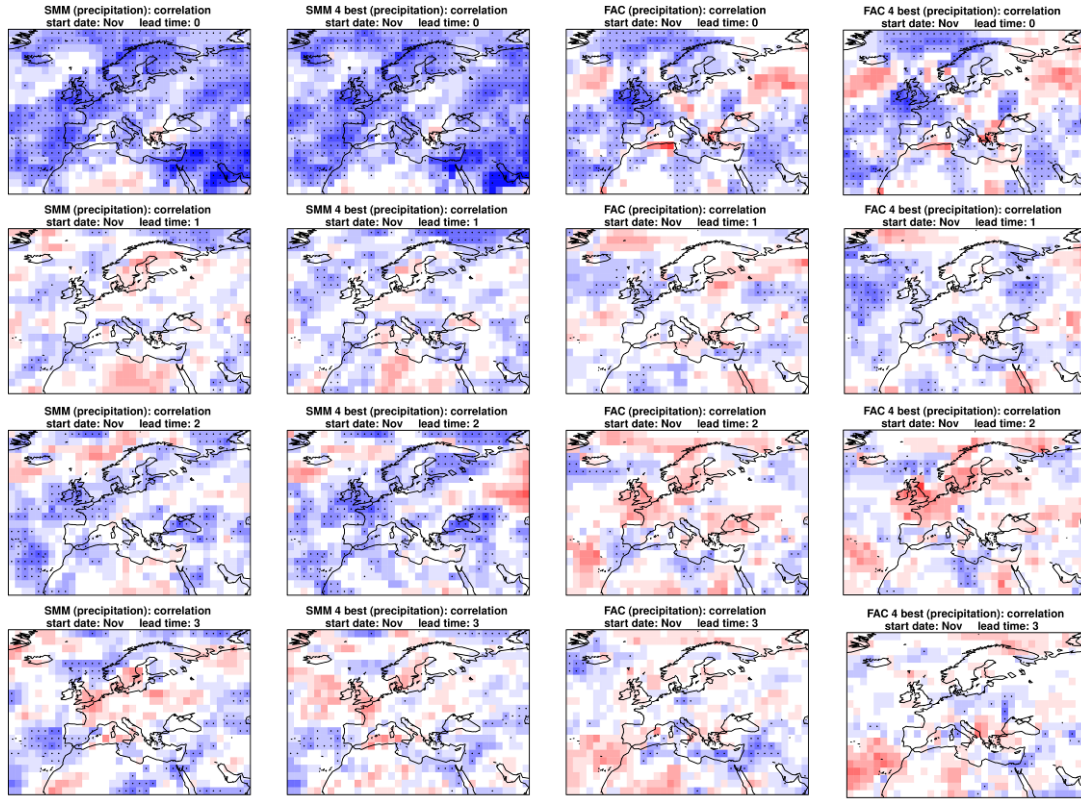 SMM (precipitation): correlation
start date: Nov lead time: 0
SMM 4 best (precipitation): correlation
start date: Nov lead time: 0
FAC (precipitation): correlation
start date: Nov lead time: 0
FAC 4 best (precipitation): correlation
start date: Nov lead time: 0
SMM (precipitation): correlation
start date: Nov lead time: 1
SMM 4 best (precipitation): correlation
start date: Nov lead time: 1
FAC (precipitation): correlation
start date: Nov lead time: 1
FAC 4 best (precipitation): correlation
start date: Nov lead time: 1
SMM (precipitation): correlation
start date: Nov lead time: 2
SMM 4 best (precipitation): correlation
start date: Nov lead time: 2
FAC (precipitation): correlation
start date: Nov lead time: 2
FAC 4 best (precipitation): correlation
start date: Nov lead time: 2
SMM (precipitation): correlation
start date: Nov lead time: 3
SMM 4 best (precipitation): correlation
start date: Nov lead time: 3
FAC (precipitation): correlation
start date: Nov lead time: 3
FAC 4 best (precipitation): correlation
start date: Nov lead time: 3